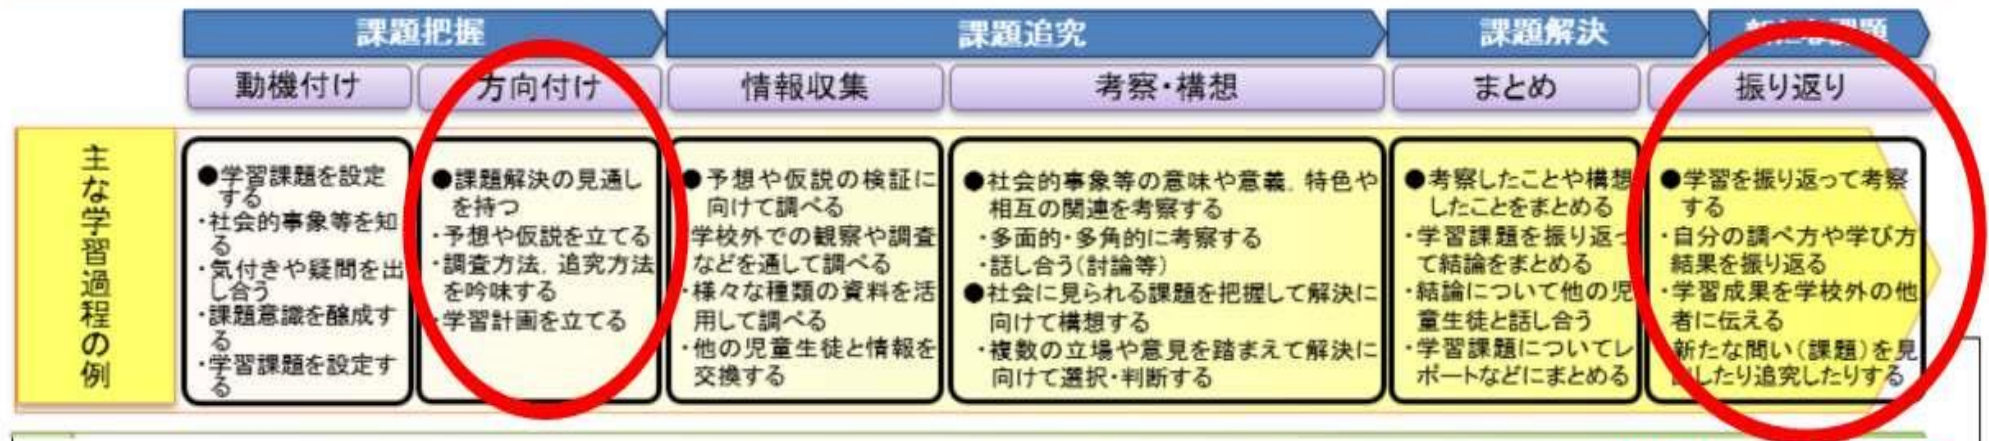 課題把握
課題追究
課題解決
動機付け
方向付け
情報収集
考察・構想
まとめ
振り返り
主な学習過程の例
●学習課題を設定
する
・社会的事象等を知
る
・気付きや疑問を出
し合う
・課題意識を醸成す
る
・学習課題を設定す
る
●課題解決の見通し
を持つ
・予想や仮説を立てる
・調査方法，追究方法
を吟味する
・学習計画を立てる
●予想や仮説の検証に
向けて調べる
学校外での観察や調査
などを通して調べる
・様々な種類の資料を活
用して調べる
・他の児童生徒と情報を
交換する
●社会的事象等の意味や意義，特色や
相互の関連を考察する
・多面的・多角的に考察する
・話し合う（討論等）
●社会に見られる課題を把握して解決に
向けて構想する
・複数の立場や意見を踏まえて解決に
向けて選択・判断する
●考察したことや構想
したことをまとめる
・学習課題を振り返っ
て結論をまとめる
・結論について他の児
童生徒と話し合う
・学習課題についてレ
ポートなどにまとめる
●学習を振り返って考察
する
・自分の調べ方や学び方
結果を振り返る
・学習成果を学校外の他
者に伝える
新たな問い（課題）を見
したり追究したりする